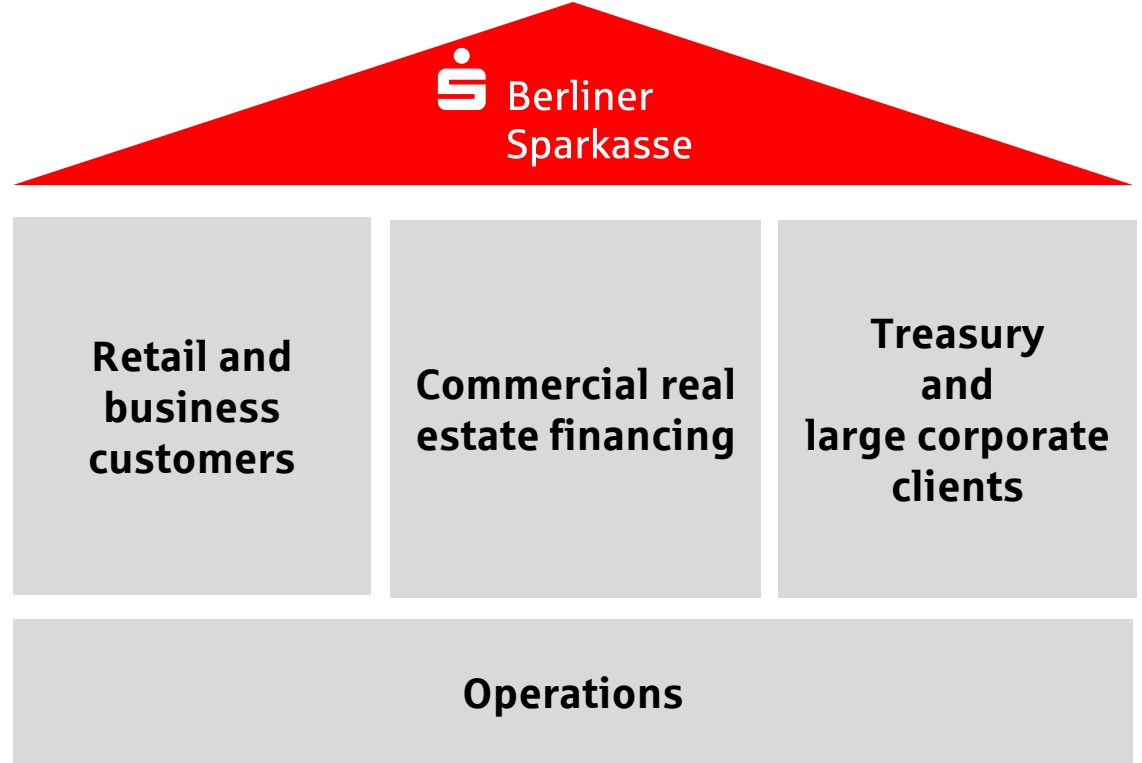 Berliner
Sparkasse
Retail and
business
customers
Commercial real
estate financing
Treasury
and
large corporate
clients
Operations